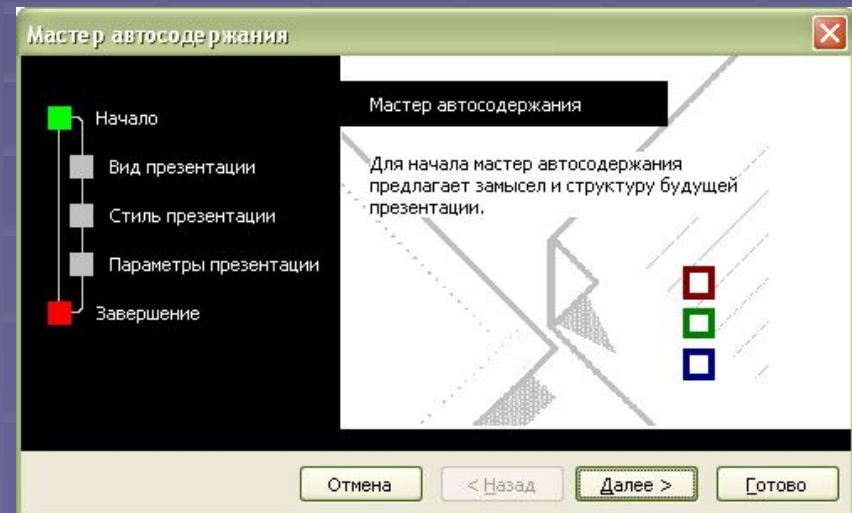 Мастер автосодержания
Начало
Вид презентации
Стиль презентации
Параметры презентации
Завершение
Мастер автосодержания
Для начала мастер автосодержания
предлагает замысел и структуру будущей
презентации.
Отмена
< Назад
Далее >
Готово